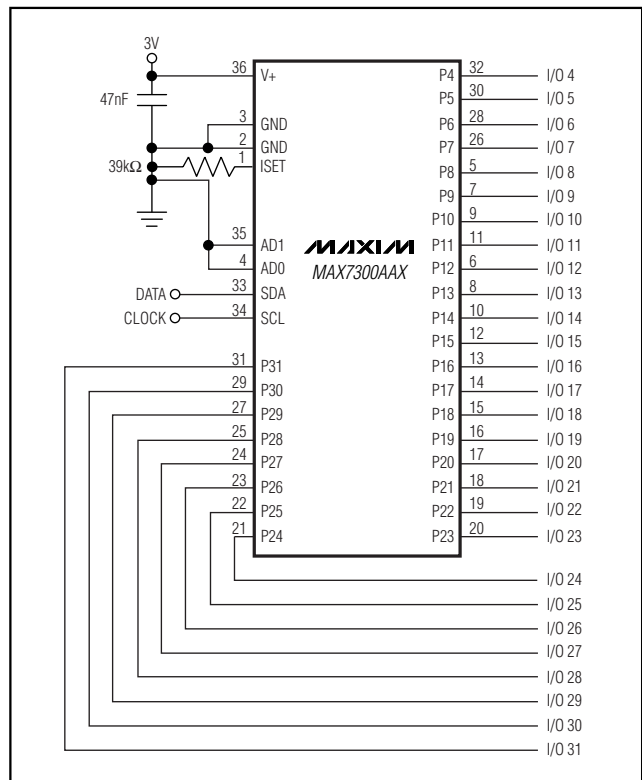 3V
36 V+ P4 32 I/O 4
47nF P5 30 I/O 5
3 GND P6 28 I/O 6
2 GND P7 26 I/O 7
39kΩ 1 ISET P8 5 I/O 8
P9 7 I/O 9
P10 9 I/O 10
35 AD1 MAXIM P11 11 I/O 11
4 AD0 MAX7300AAX P12 6 I/O 12
DATA 33 SDA P13 8 I/O 13
CLOCK 34 SCL P14 10 I/O 14
P15 12 I/O 15
31 P31 P16 13 I/O 16
29 P30 P17 14 I/O 17
27 P29 P18 15 I/O 18
25 P28 P19 16 I/O 19
24 P27 P20 17 I/O 20
23 P26 P21 18 I/O 21
22 P25 P22 19 I/O 22
21 P24 P23 20 I/O 23
I/O 24
I/O 25
I/O 26
I/O 27
I/O 28
I/O 29
I/O 30
I/O 31